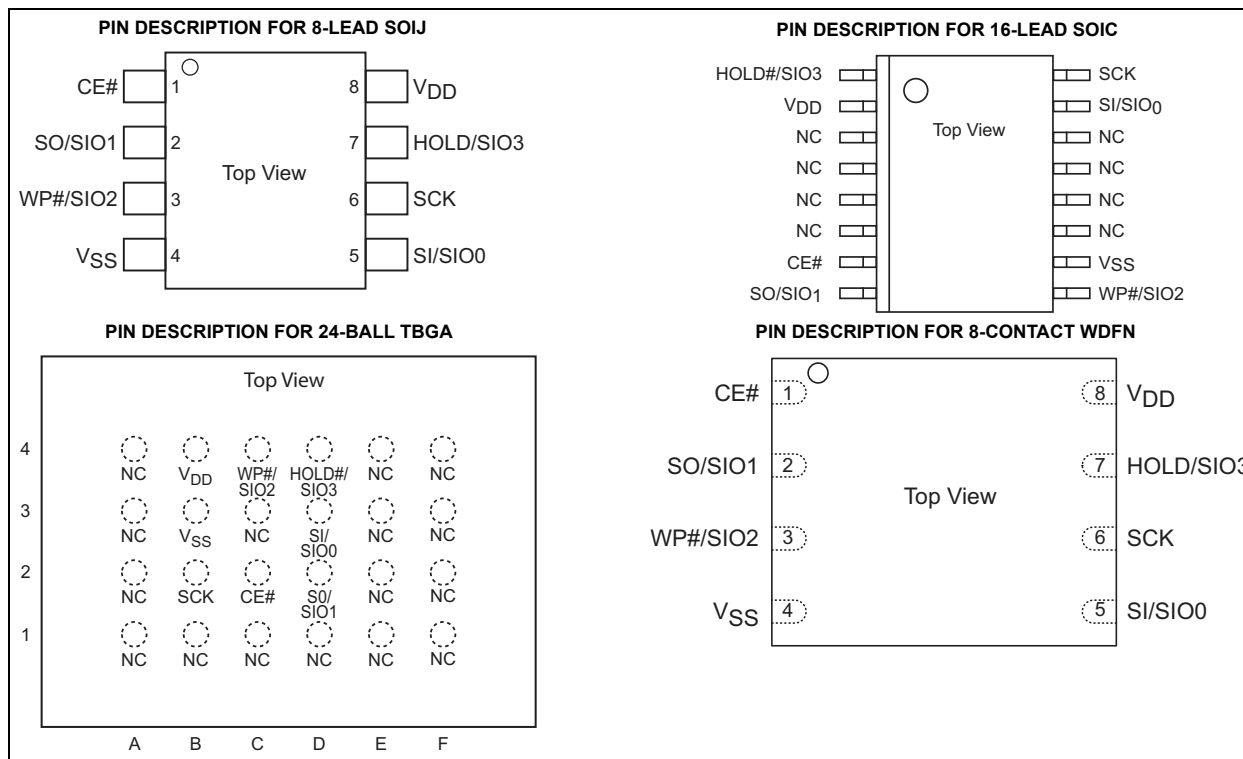 PIN DESCRIPTION FOR 8-LEAD SOIJ
CE# 1 8 VDD
SO/SIO1 2 7 HOLD/SIO3
Top View
WP#/SIO2 3 6 SCK
VSS 4 5 SI/SIO0
PIN DESCRIPTION FOR 16-LEAD SOIC
HOLD#/SIO3 SCK
VDD SI/SIO0
Top View
NC NC
NC NC
NC NC
NC NC
CE# VSS
SO/SIO1 WP#/SIO2
PIN DESCRIPTION FOR 24-BALL TBGA
Top View
4
NC VDD WP#/ HOLD#/ NC NC
SIO2 SIO3
3
NC VSS NC SI/ NC NC
SIO0
2
NC SCK CE# S0/ NC NC
SIO1
1
NC NC NC NC NC NC
A B C D E F
PIN DESCRIPTION FOR 8-CONTACT WDFN
CE# 1 8 VDD
SO/SIO1 2 7 HOLD/SIO3
Top View
WP#/SIO2 3 6 SCK
VSS 4 5 SI/SIO0